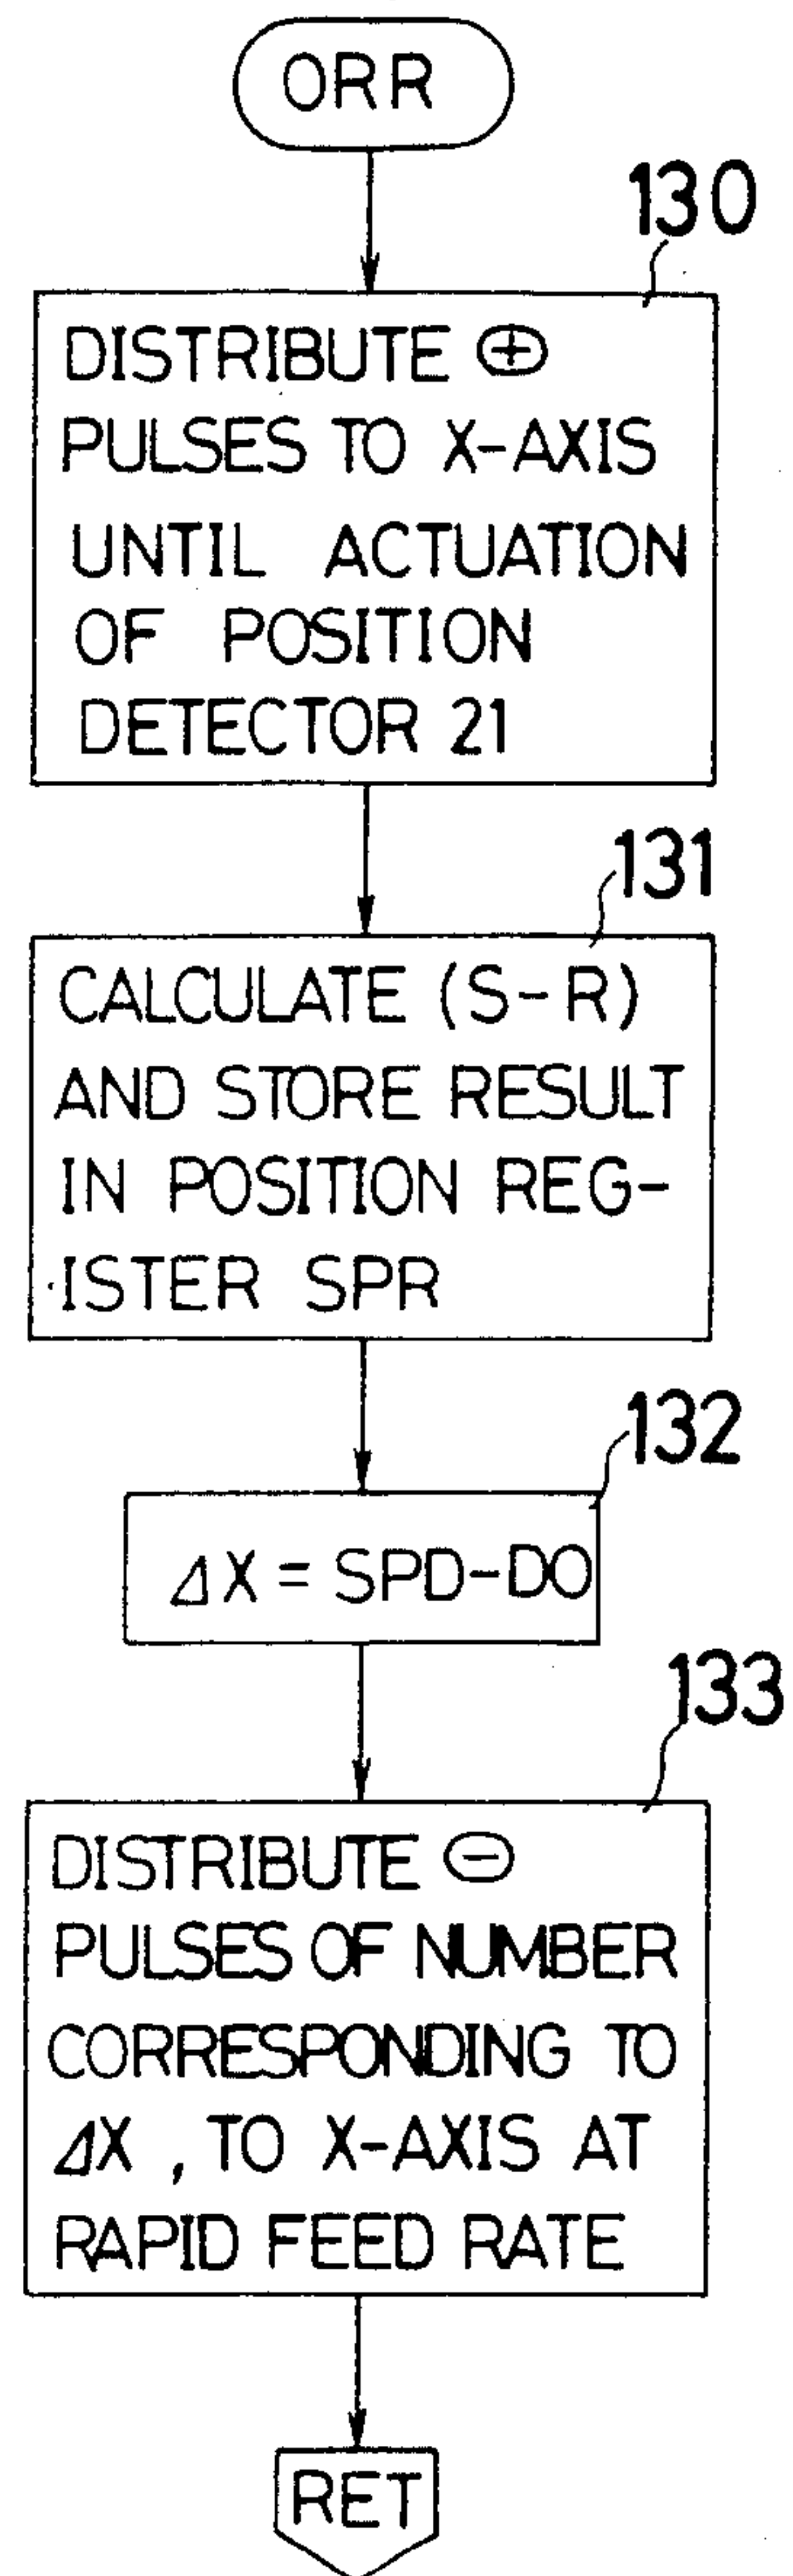 ORR
130
DISTRIBUTE ⊕
PULSES TO X-AXIS
UNTIL ACTUATION
OF POSITION
DETECTOR 21
131
CALCULATE (S-R)
AND STORE RESULT
IN POSITION REG-
ISTER SPR
132
ΔX = SPD-DO
133
DISTRIBUTE ⊖
PULSES OF NUMBER
CORRESPONDING TO
ΔX , TO X-AXIS AT
RAPID FEED RATE
RET